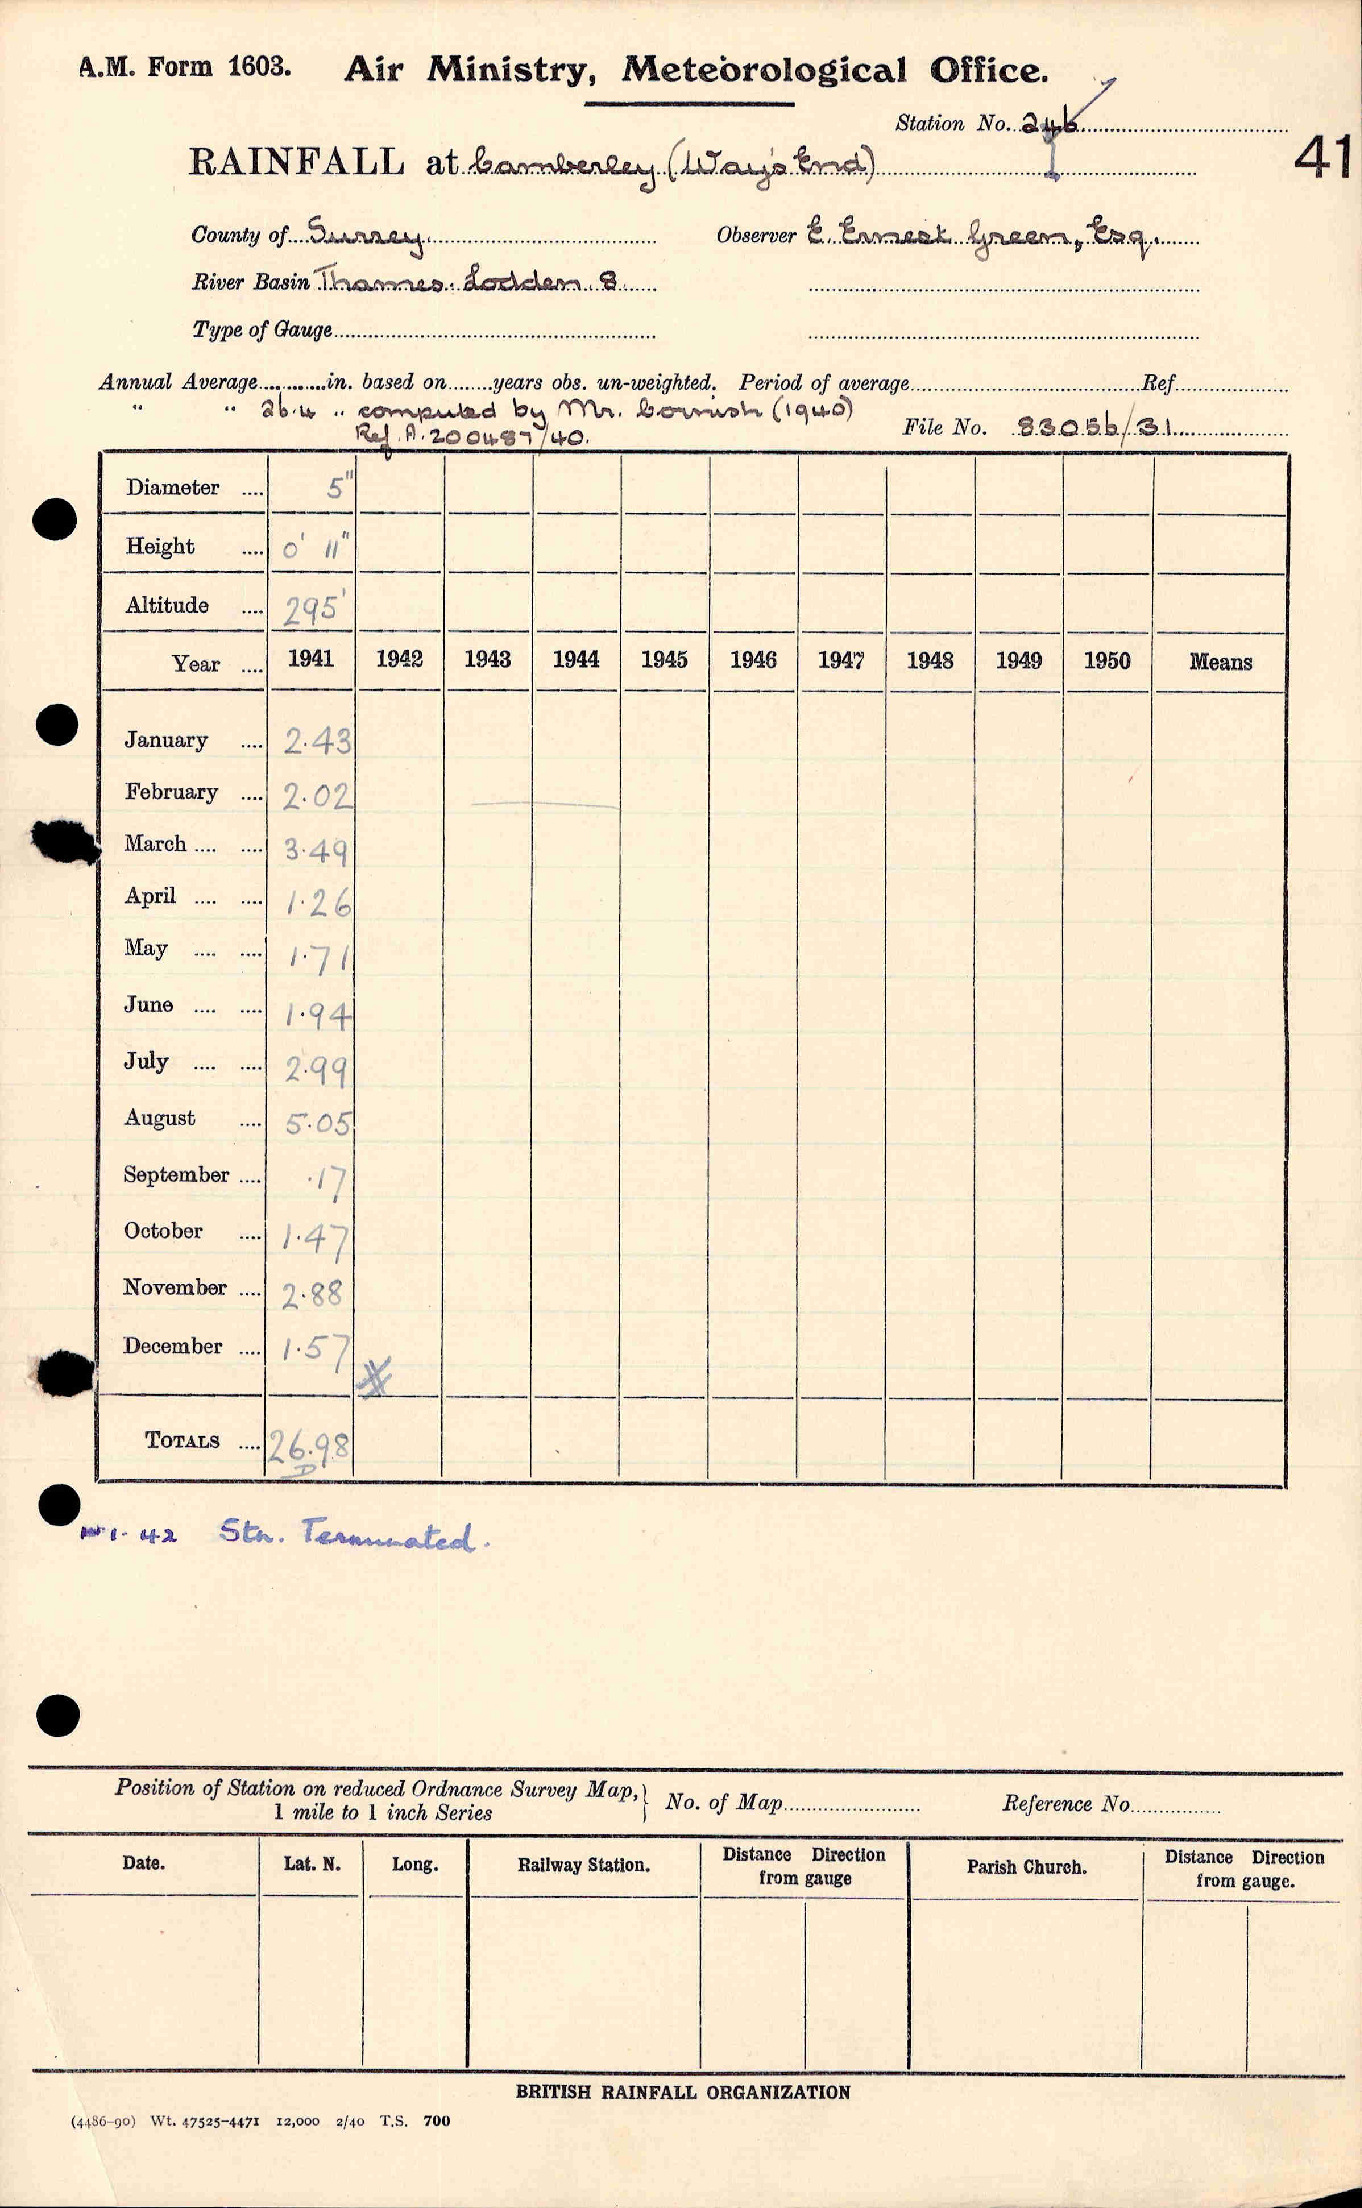 A.M. Form 1603. Air Ministry, Meteorological Office.
Station No. 246
41
RAINFALL at Camberley (Way's End)
County of Surrey. Observer E. Ernest Green, Esq.
River Basin Thames. Lodden 8
Type of Gauge
Annual Average in. based on years obs. un-weighted. Period of average Ref
" " 26.4 " computed by Mr. Cornish (1940)
Ref. A.200487/40. File No. 83056/31
Diameter .... 5"
Height .... 0' 11"
Altitude .... 295'
Year .... 1941 1942 1943 1944 1945 1946 1947 1948 1949 1950 Means
January .... 2.43
February .... 2.02
March .... .... 3.49
April .... .... 1.26
May .... .... 1.71
June .... .... 1.94
July .... .... 2.99
August .... 5.05
September .... .17
October .... 1.47
November .... 2.88
December .... 1.57
TOTALS .... 26.98
1. 42 Stn. Terminated.
Position of Station on reduced Ordnance Survey Map, } No. of Map Reference No.
1 mile to 1 inch Series
Date. Lat. N. Long. Railway Station. Distance Direction from gauge Parish Church. Distance Direction from gauge.
BRITISH RAINFALL ORGANIZATION
(4486-90) Wt. 47525-4471 12,000 2/40 T.S. 700